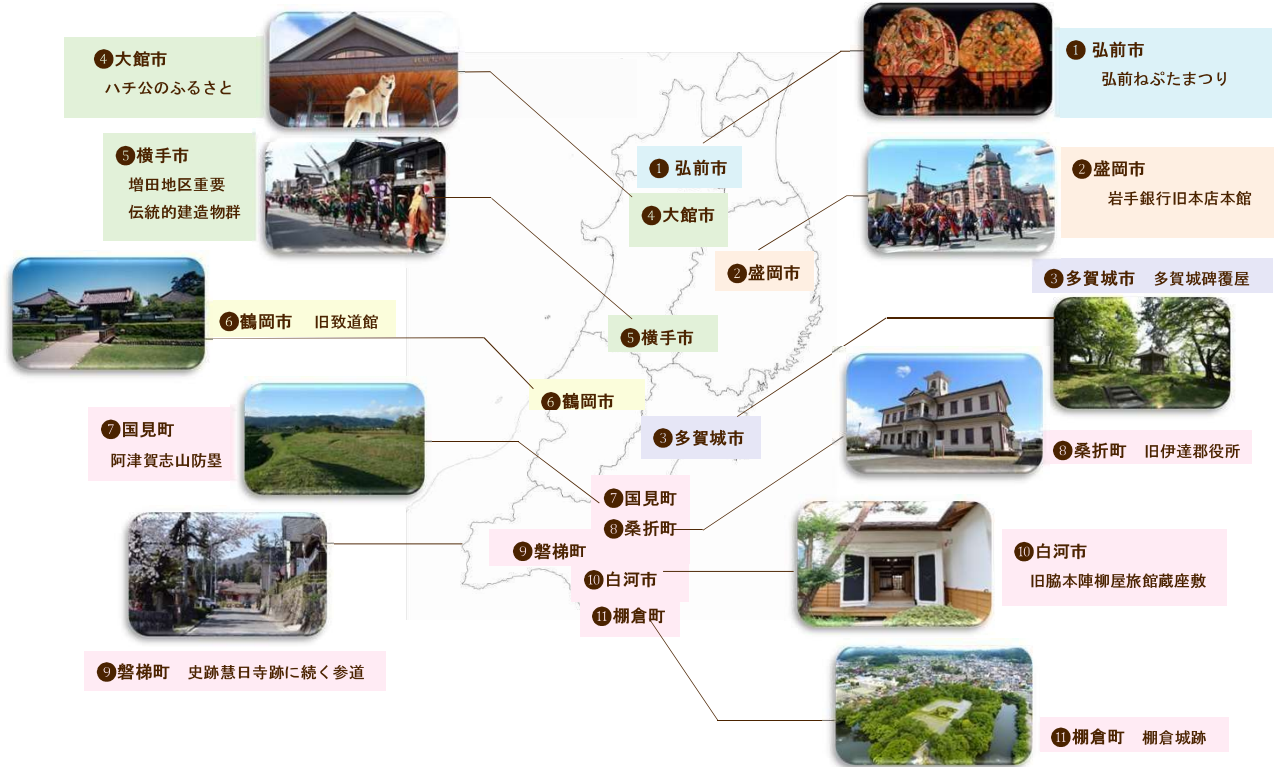 ❹大館市
ハチ公のふるさと
❺横手市
増田地区重要
伝統的建造物群
❻鶴岡市 旧致道館
❼国見町
阿津賀志山防塁
❾磐梯町 史跡慧日寺跡に続く参道
❶ 弘前市
❹大館市
❷盛岡市
❺横手市
❻鶴岡市
❸多賀城市
❼国見町
❽桑折町
❾磐梯町
❿白河市
⓫棚倉町
❶ 弘前市
弘前ねぷたまつり
❷盛岡市
岩手銀行旧本店本館
❸多賀城市 多賀城碑覆屋
❽桑折町 旧伊達郡役所
❿白河市
旧脇本陣柳屋旅館蔵座敷
⓫棚倉町 棚倉城跡